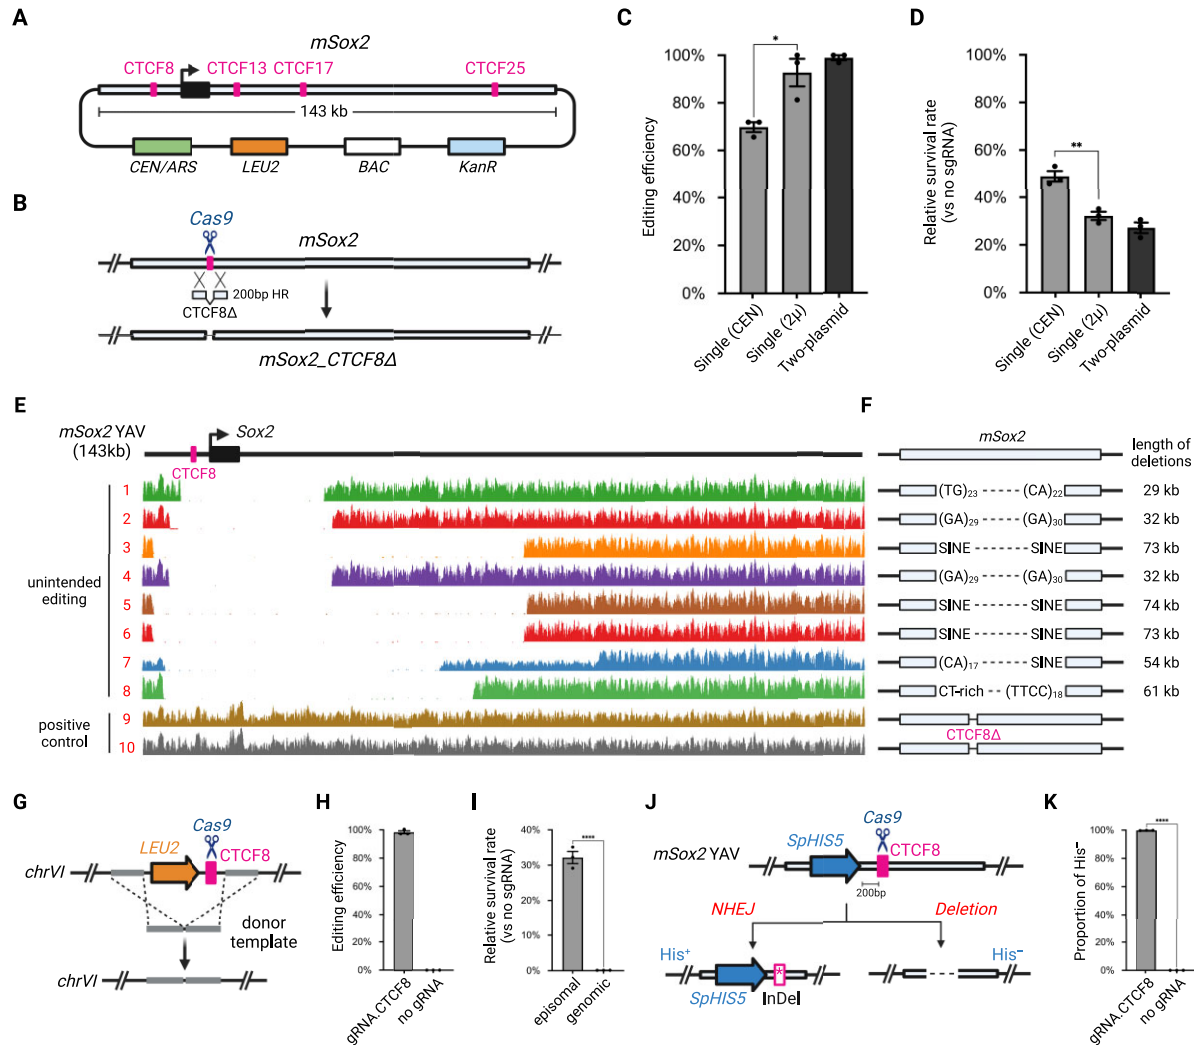 A
mSox2
CTCF8 CTCF13 CTCF17 CTCF25
143 kb
CEN/ARS LEU2 BAC KanR
B
Cas9
mSox2
200bp HR
CTCF8Δ
mSox2_CTCF8Δ
C
Editing efficiency
100%
80%
60%
40%
20%
0%
*
Single (CEN)
Single (2μ)
Two-plasmid
D
Relative survival rate
(vs no sgRNA)
100%
80%
60%
40%
20%
0%
**
Single (CEN)
Single (2μ)
Two-plasmid
E
mSox2 YAV
(143kb)
Sox2
CTCF8
unintended
editing
1
2
3
4
5
6
7
8
positive
control
9
10
F
mSox2
length of
deletions
(TG)23 (CA)22 29 kb
(GA)29 (GA)30 32 kb
SINE SINE 73 kb
(GA)29 (GA)30 32 kb
SINE SINE 74 kb
SINE SINE 73 kb
(CA)17 SINE 54 kb
CT-rich (TTCC)18 61 kb
CTCF8Δ
G
Cas9
LEU2
CTCF8
chrVI
donor
template
chrVI
H
Editing efficiency
100%
80%
60%
40%
20%
0%
gRNA.CTCF8
no gRNA
I
Relative survival rate
(vs no sgRNA)
40%
30%
20%
10%
0%
****
episomal
genomic
J
Cas9
SpHIS5
CTCF8
mSox2 YAV
200bp
NHEJ Deletion
His+ His−
*
SpHIS5 InDel
K
Proportion of His−
100%
80%
60%
40%
20%
0%
****
gRNA.CTCF8
no gRNA